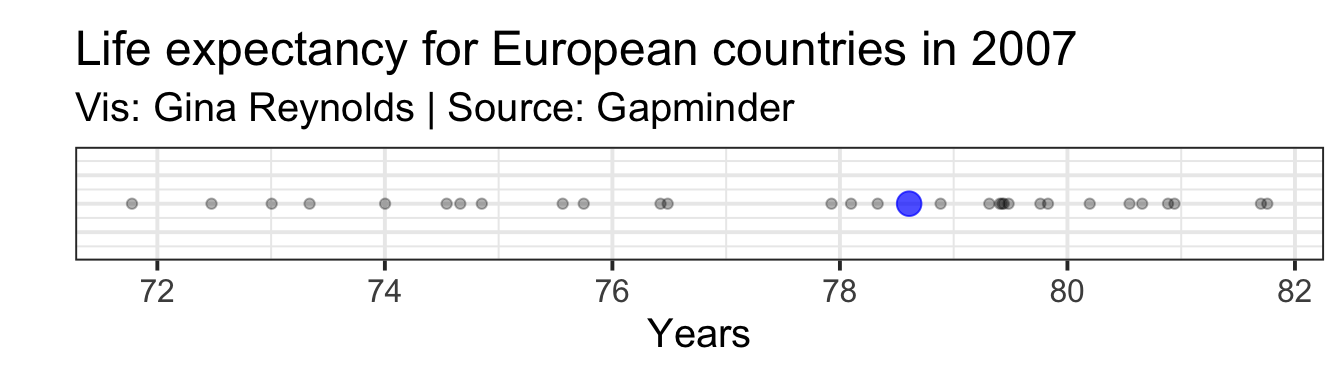 Life expectancy for European countries in 2007
Vis: Gina Reynolds | Source: Gapminder
72 74 76 78 80 82
Years